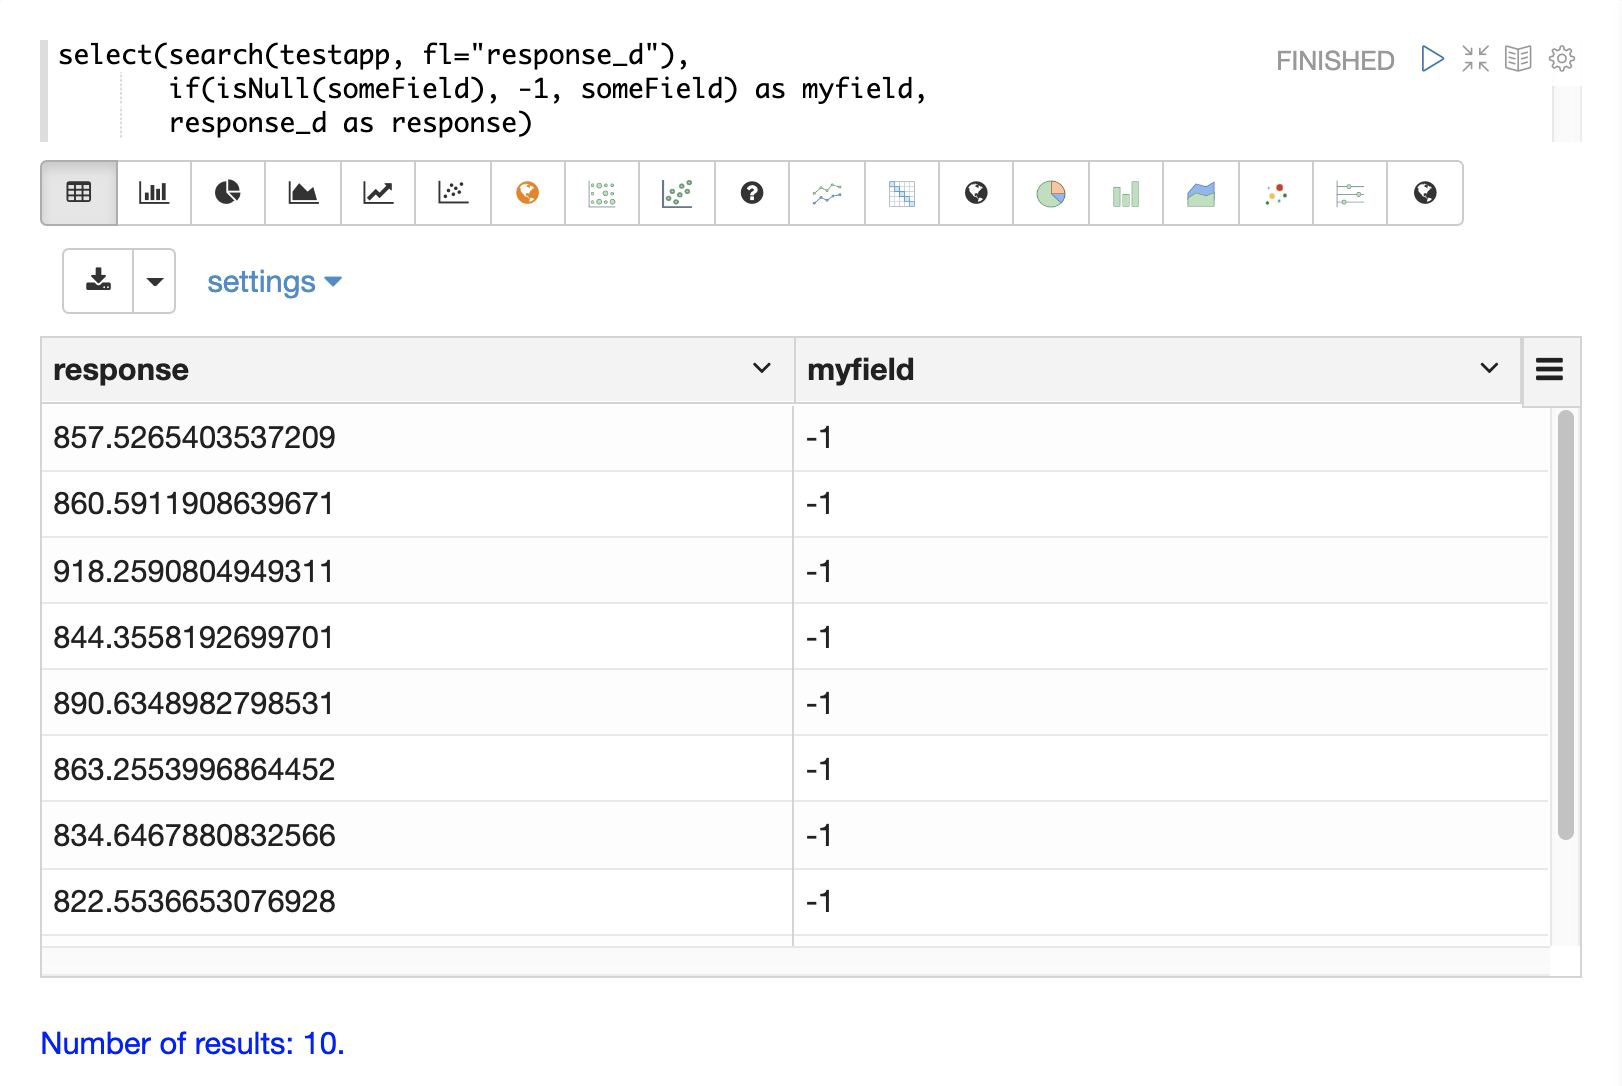 select(search(testapp, fl="response_d"),
if(isNull(someField), -1, someField) as myfield,
response_d as response)
FINISHED
settings
response myfield
857.5265403537209 -1
860.5911908639671 -1
918.2590804949311 -1
844.3558192699701 -1
890.6348982798531 -1
863.2553996864452 -1
834.6467880832566 -1
822.5536653076928 -1
Number of results: 10.